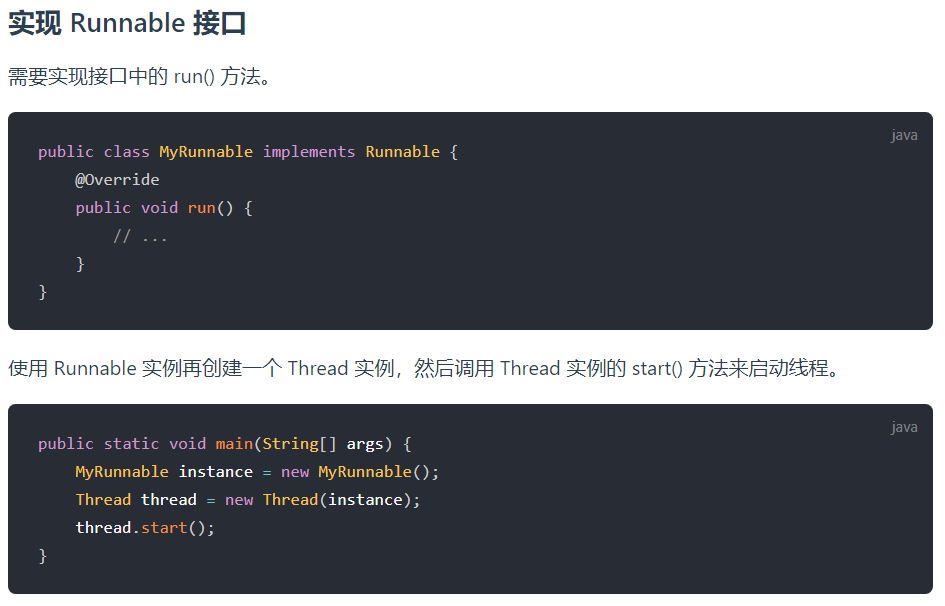 实现 Runnable 接口
需要实现接口中的 run() 方法。
java
public class MyRunnable implements Runnable {
    @Override
    public void run() {
        // ...
    }
}
使用 Runnable 实例再创建一个 Thread 实例，然后调用 Thread 实例的 start() 方法来启动线程。
java
public static void main(String[] args) {
    MyRunnable instance = new MyRunnable();
    Thread thread = new Thread(instance);
    thread.start();
}